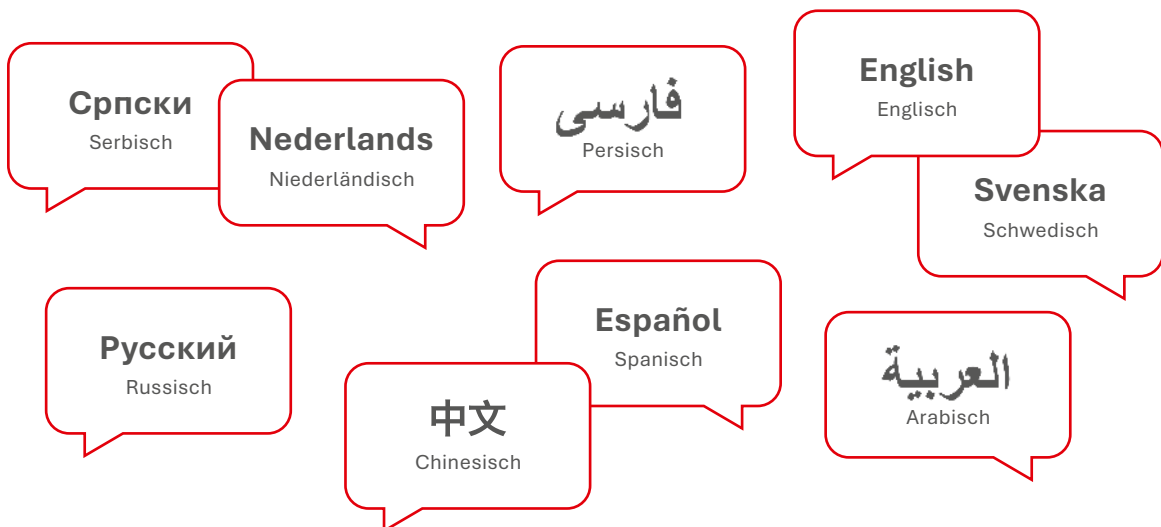 Српски
Serbisch
Nederlands
Niederländisch
فارسی
Persisch
English
Englisch
Svenska
Schwedisch
Русский
Russisch
中文
Chinesisch
Español
Spanisch
العربية
Arabisch